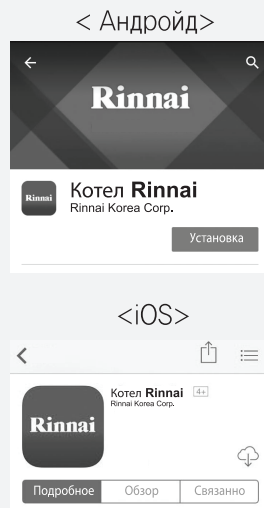 < Андройд>
Rinnai
Rinnai
Котел Rinnai
Rinnai Korea Corp.
Установка
<iOS>
Rinnai
Котел Rinnai 4+
Rinnai Korea Corp.
Подробное Обзор Связанно